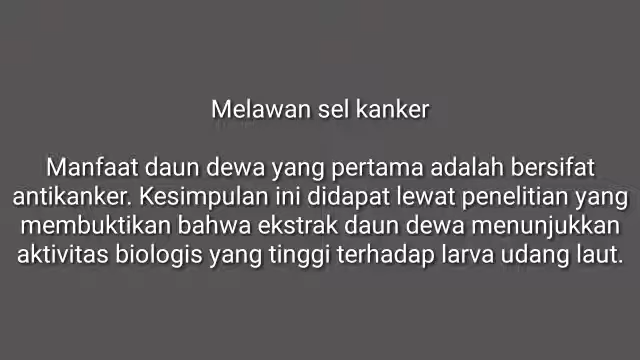 Melawan sel kanker
Manfaat daun dewa yang pertama adalah bersifat
antikanker. Kesimpulan ini didapat lewat penelitian yang
membuktikan bahwa ekstrak daun dewa menunjukkan
aktivitas biologis yang tinggi terhadap larva udang laut.